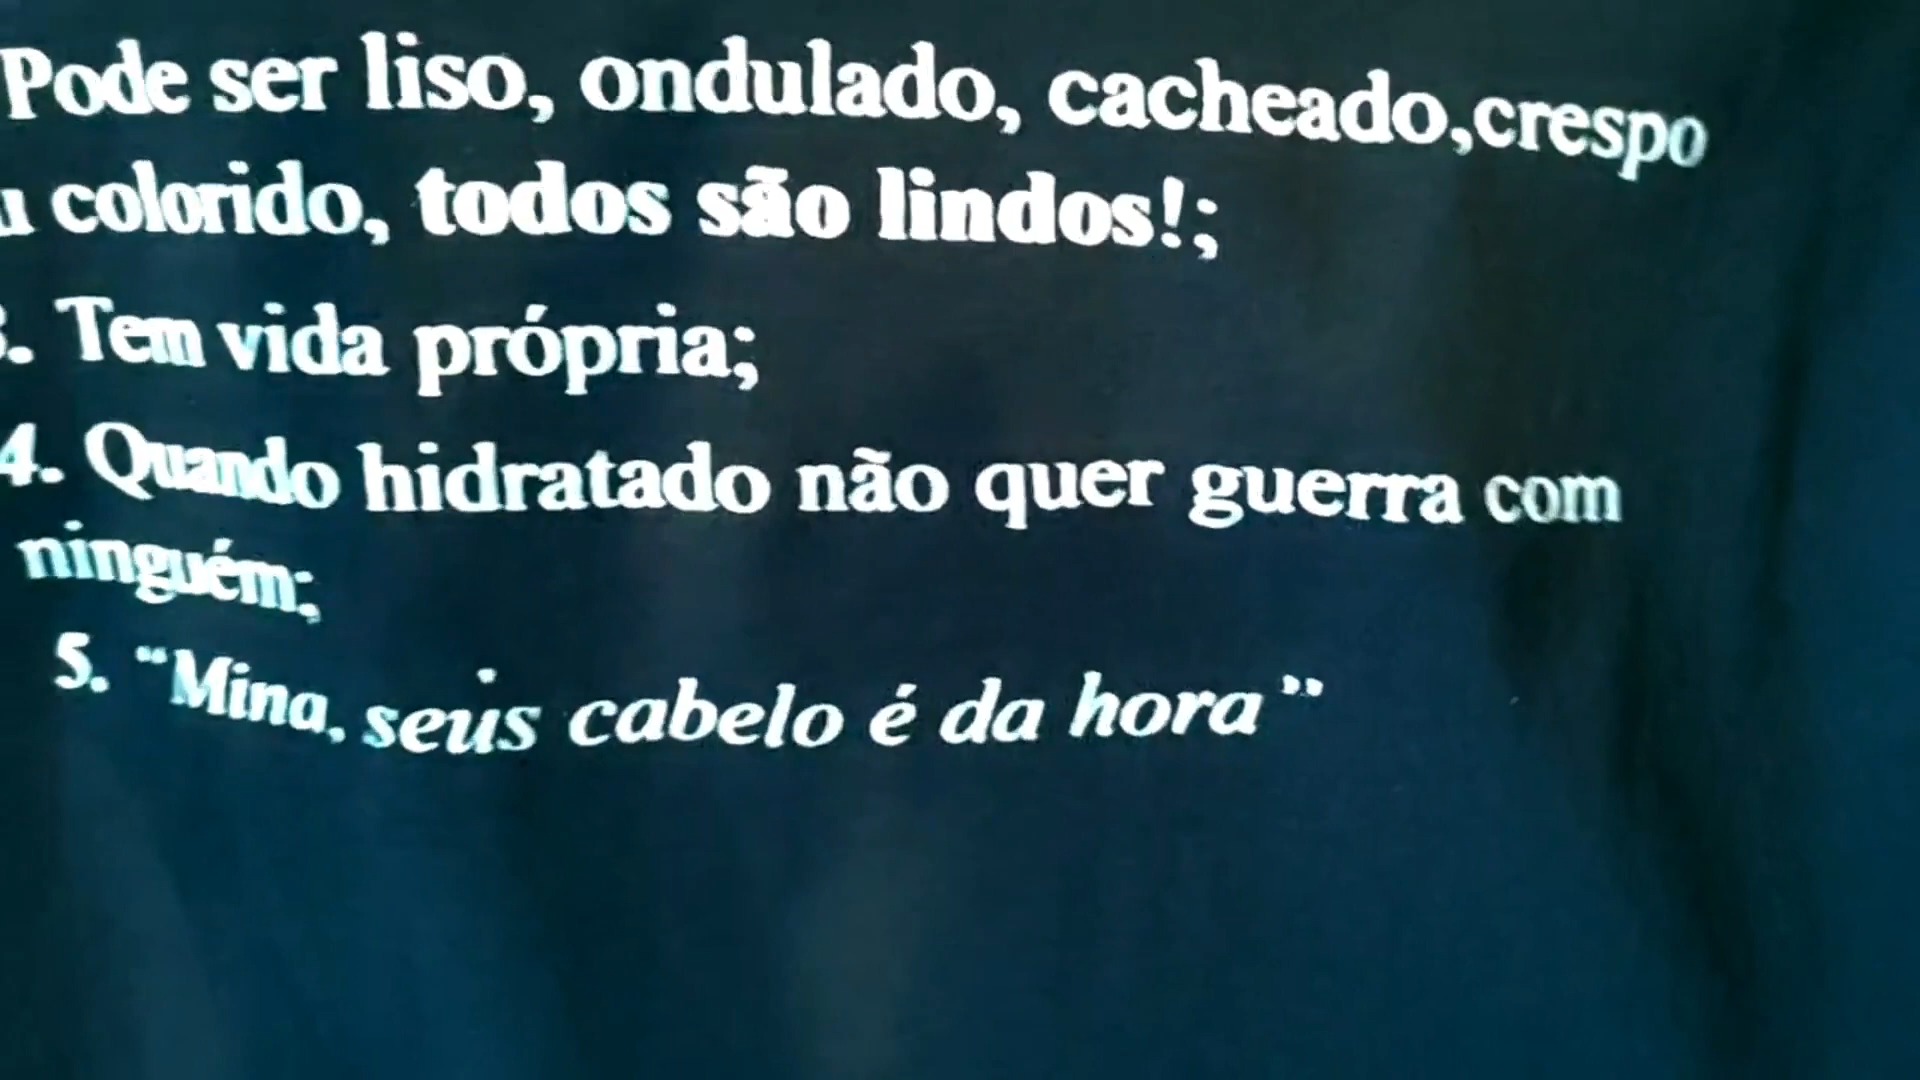 Pode ser liso, ondulado, cacheado,crespo
u colorido, todos são lindos!;
. Tem vida própria;
4. Quando hidratado não quer guerra com
ninguém;
5. “Mina, seus cabelo é da hora”